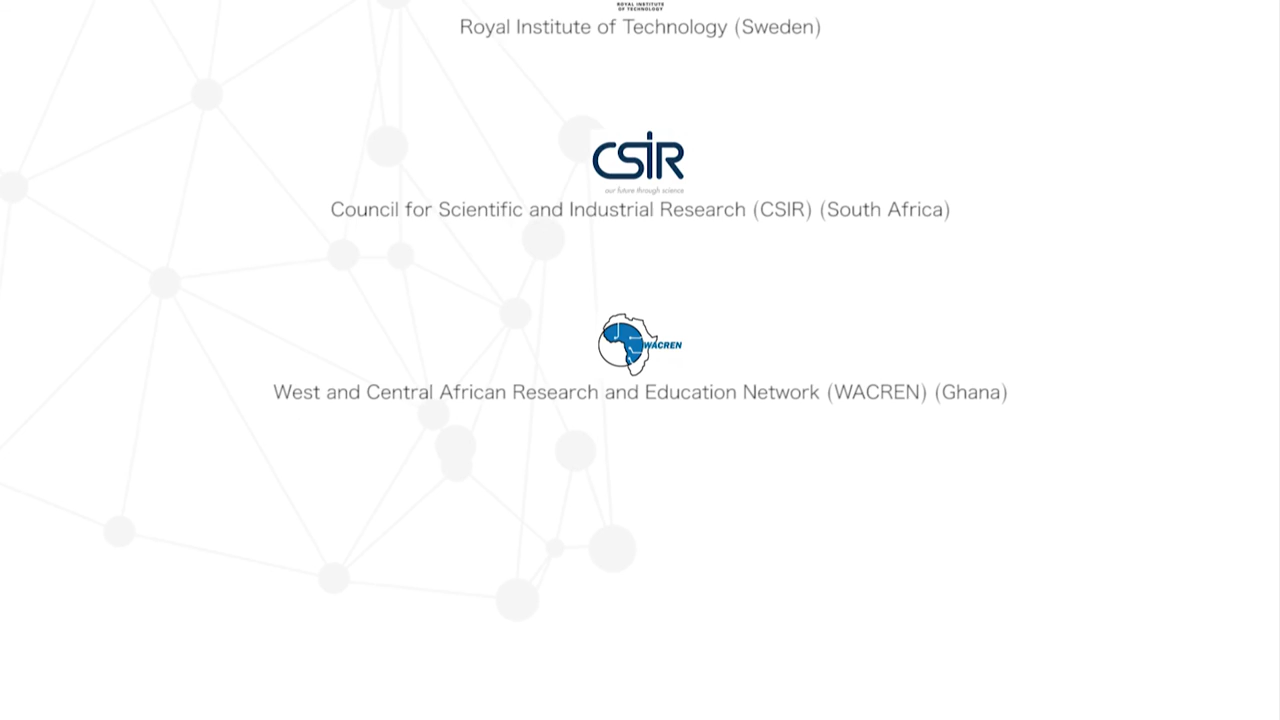 ROYAL INSTITUTE
OF TECHNOLOGY
Royal Institute of Technology (Sweden)
CSIR
our future through science
Council for Scientific and Industrial Research (CSIR) (South Africa)
WACREN
West and Central African Research and Education Network (WACREN) (Ghana)